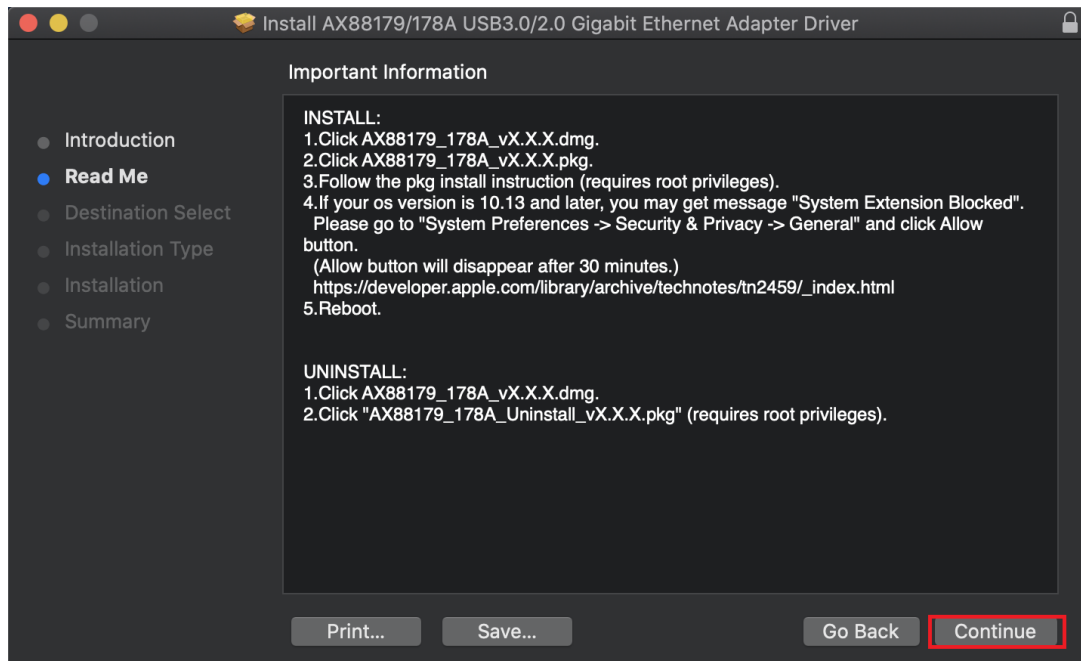 Install AX88179/178A USB3.0/2.0 Gigabit Ethernet Adapter Driver
Important Information
Introduction
Read Me
Destination Select
Installation Type
Installation
Summary
INSTALL:
1.Click AX88179_178A_vX.X.X.dmg.
2.Click AX88179_178A_vX.X.X.pkg.
3.Follow the pkg install instruction (requires root privileges).
4.If your os version is 10.13 and later, you may get message "System Extension Blocked".
Please go to "System Preferences -> Security & Privacy -> General" and click Allow
button.
(Allow button will disappear after 30 minutes.)
https://developer.apple.com/library/archive/technotes/tn2459/_index.html
5.Reboot.
UNINSTALL:
1.Click AX88179_178A_vX.X.X.dmg.
2.Click "AX88179_178A_Uninstall_vX.X.X.pkg" (requires root privileges).
Print...
Save...
Go Back
Continue